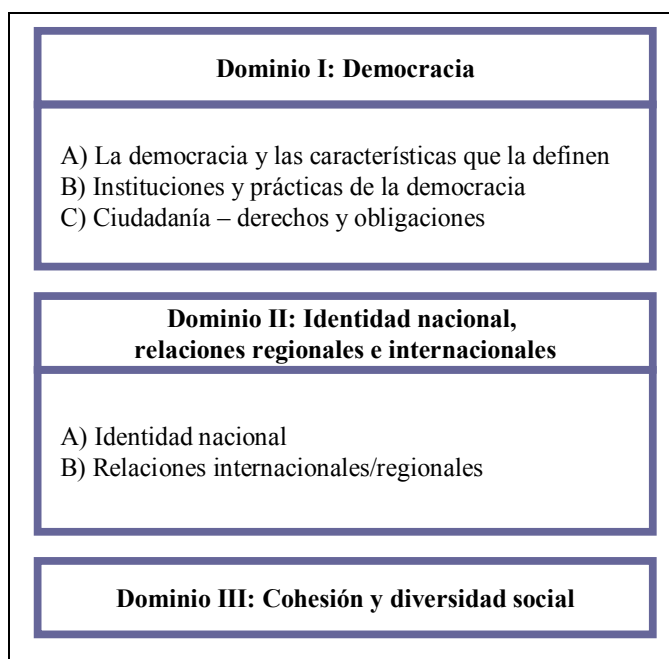 Dominio I: Democracia
A) La democracia y las características que la definen
B) Instituciones y prácticas de la democracia
C) Ciudadanía – derechos y obligaciones
Dominio II: Identidad nacional,
relaciones regionales e internacionales
A) Identidad nacional
B) Relaciones internacionales/regionales
Dominio III: Cohesión y diversidad social